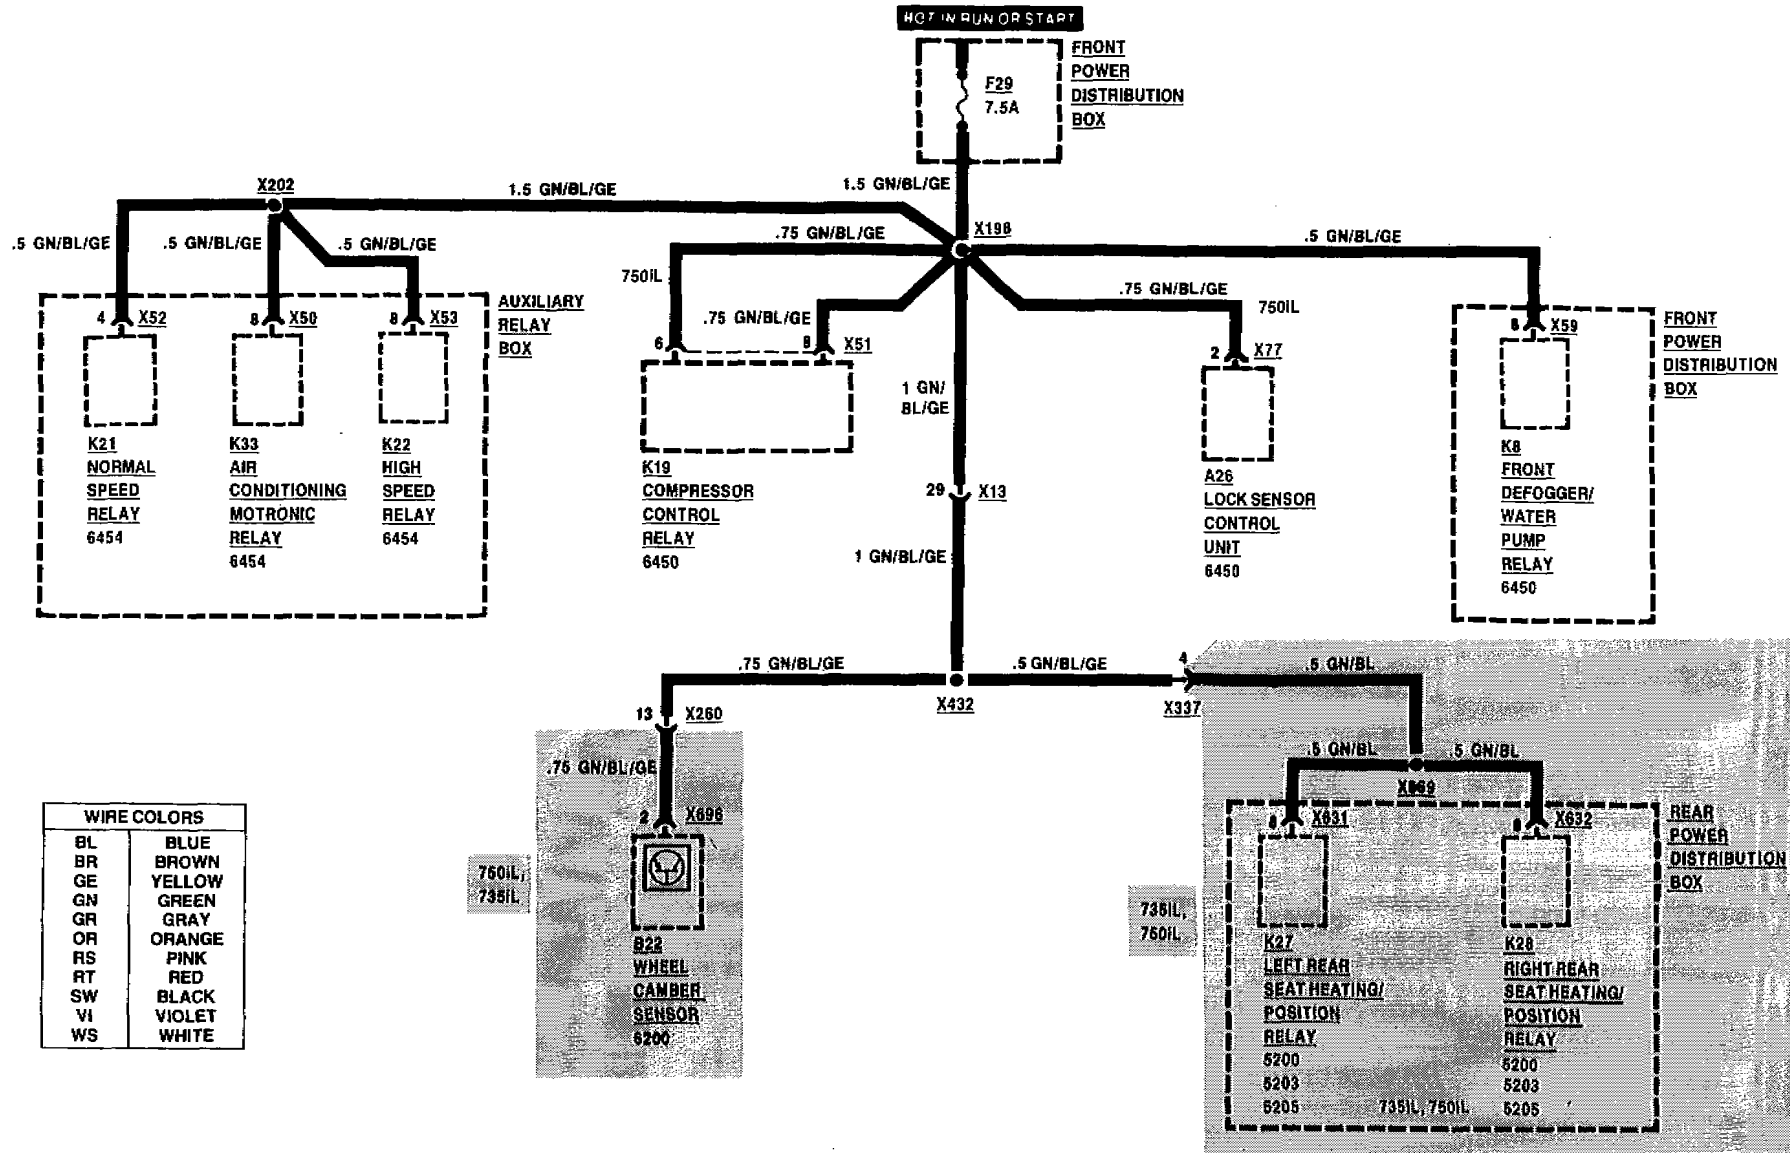 HOT IN RUN OR START
FRONT
POWER
DISTRIBUTION
BOX
F29
7.5A
X202
1.5 GN/BL/GE
1.5 GN/BL/GE
X198
.5 GN/BL/GE
.5 GN/BL/GE
.5 GN/BL/GE
.75 GN/BL/GE
.5 GN/BL/GE
750iL
.75 GN/BL/GE
.75 GN/BL/GE
750iL
AUXILIARY
RELAY
BOX
4 X52
8 X50
8 X53
6
8 X51
2 X77
X59
FRONT
POWER
DISTRIBUTION
BOX
1 GN/
BL/GE
K21
NORMAL
SPEED
RELAY
6454
K33
AIR
CONDITIONING
MOTRONIC
RELAY
6454
K22
HIGH
SPEED
RELAY
6454
K19
COMPRESSOR
CONTROL
RELAY
6450
29 X13
1 GN/BL/GE
A26
LOCK SENSOR
CONTROL
UNIT
6450
K8
FRONT
DEFOGGER/
WATER
PUMP
RELAY
6450
.75 GN/BL/GE
.5 GN/BL/GE
4
.5 GN/BL
X432
X337
13 X260
.75 GN/BL/GE
2 X696
750iL,
735iL
B22
WHEEL
CAMBER
SENSOR
6200
.5 GN/BL
.5 GN/BL
X669
X631
X632
REAR
POWER
DISTRIBUTION
BOX
735iL,
750iL
K27
LEFT REAR
SEAT HEATING/
POSITION
RELAY
5200
5203
5205
735iL, 750iL
K28
RIGHT REAR
SEAT HEATING/
POSITION
RELAY
5200
5203
5205
WIRE COLORS
BL BLUE
BR BROWN
GE YELLOW
GN GREEN
GR GRAY
OR ORANGE
RS PINK
RT RED
SW BLACK
VI VIOLET
WS WHITE